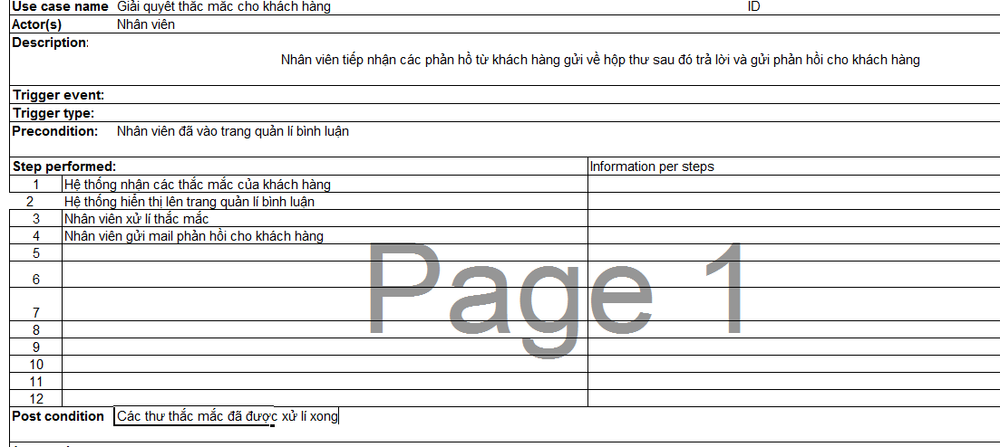 Use case name Giải quyết thắc mắc cho khách hàng ID
Actor(s) Nhân viên
Description:
Nhân viên tiếp nhận các phản hồ từ khách hàng gửi về hộp thư sau đó trả lời và gửi phản hồi cho khách hàng
Trigger event:
Trigger type:
Precondition: Nhân viên đã vào trang quản lí bình luận
Step performed: Information per steps
1 Hệ thống nhận các thắc mắc của khách hàng
2 Hệ thống hiển thị lên trang quản lí bình luận
3 Nhân viên xử lí thắc mắc
4 Nhân viên gửi mail phản hồi cho khách hàng
5
6
7
8
9
10
11
12
Page 1
Post condition Các thư thắc mắc đã được xử lí xong